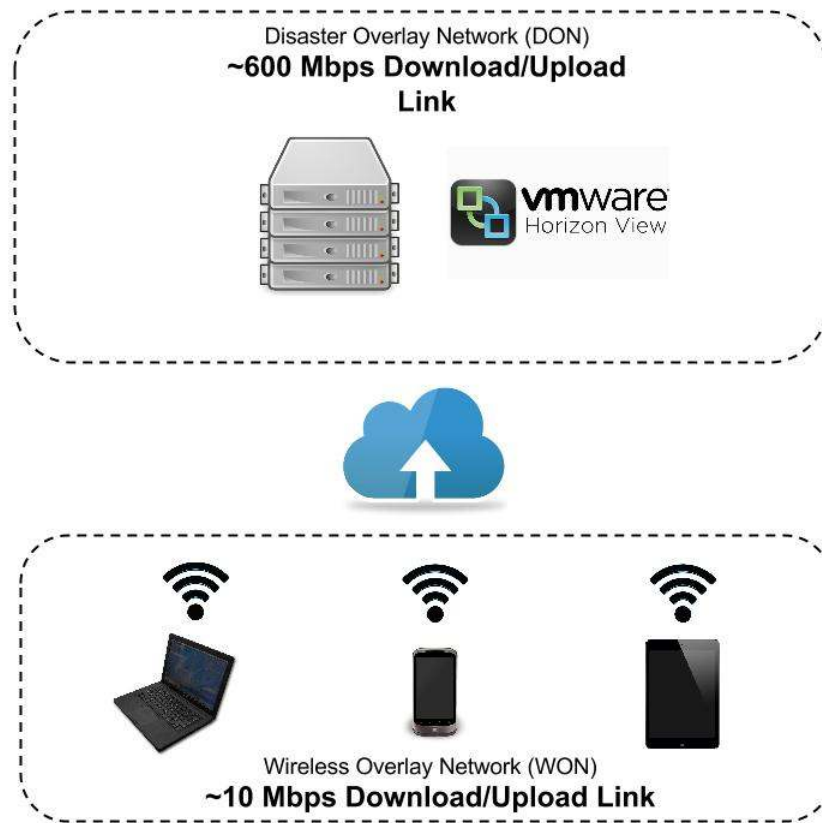 Disaster Overlay Network (DON)
~600 Mbps Download/Upload
Link
vmware
Horizon View
Wireless Overlay Network (WON)
~10 Mbps Download/Upload Link